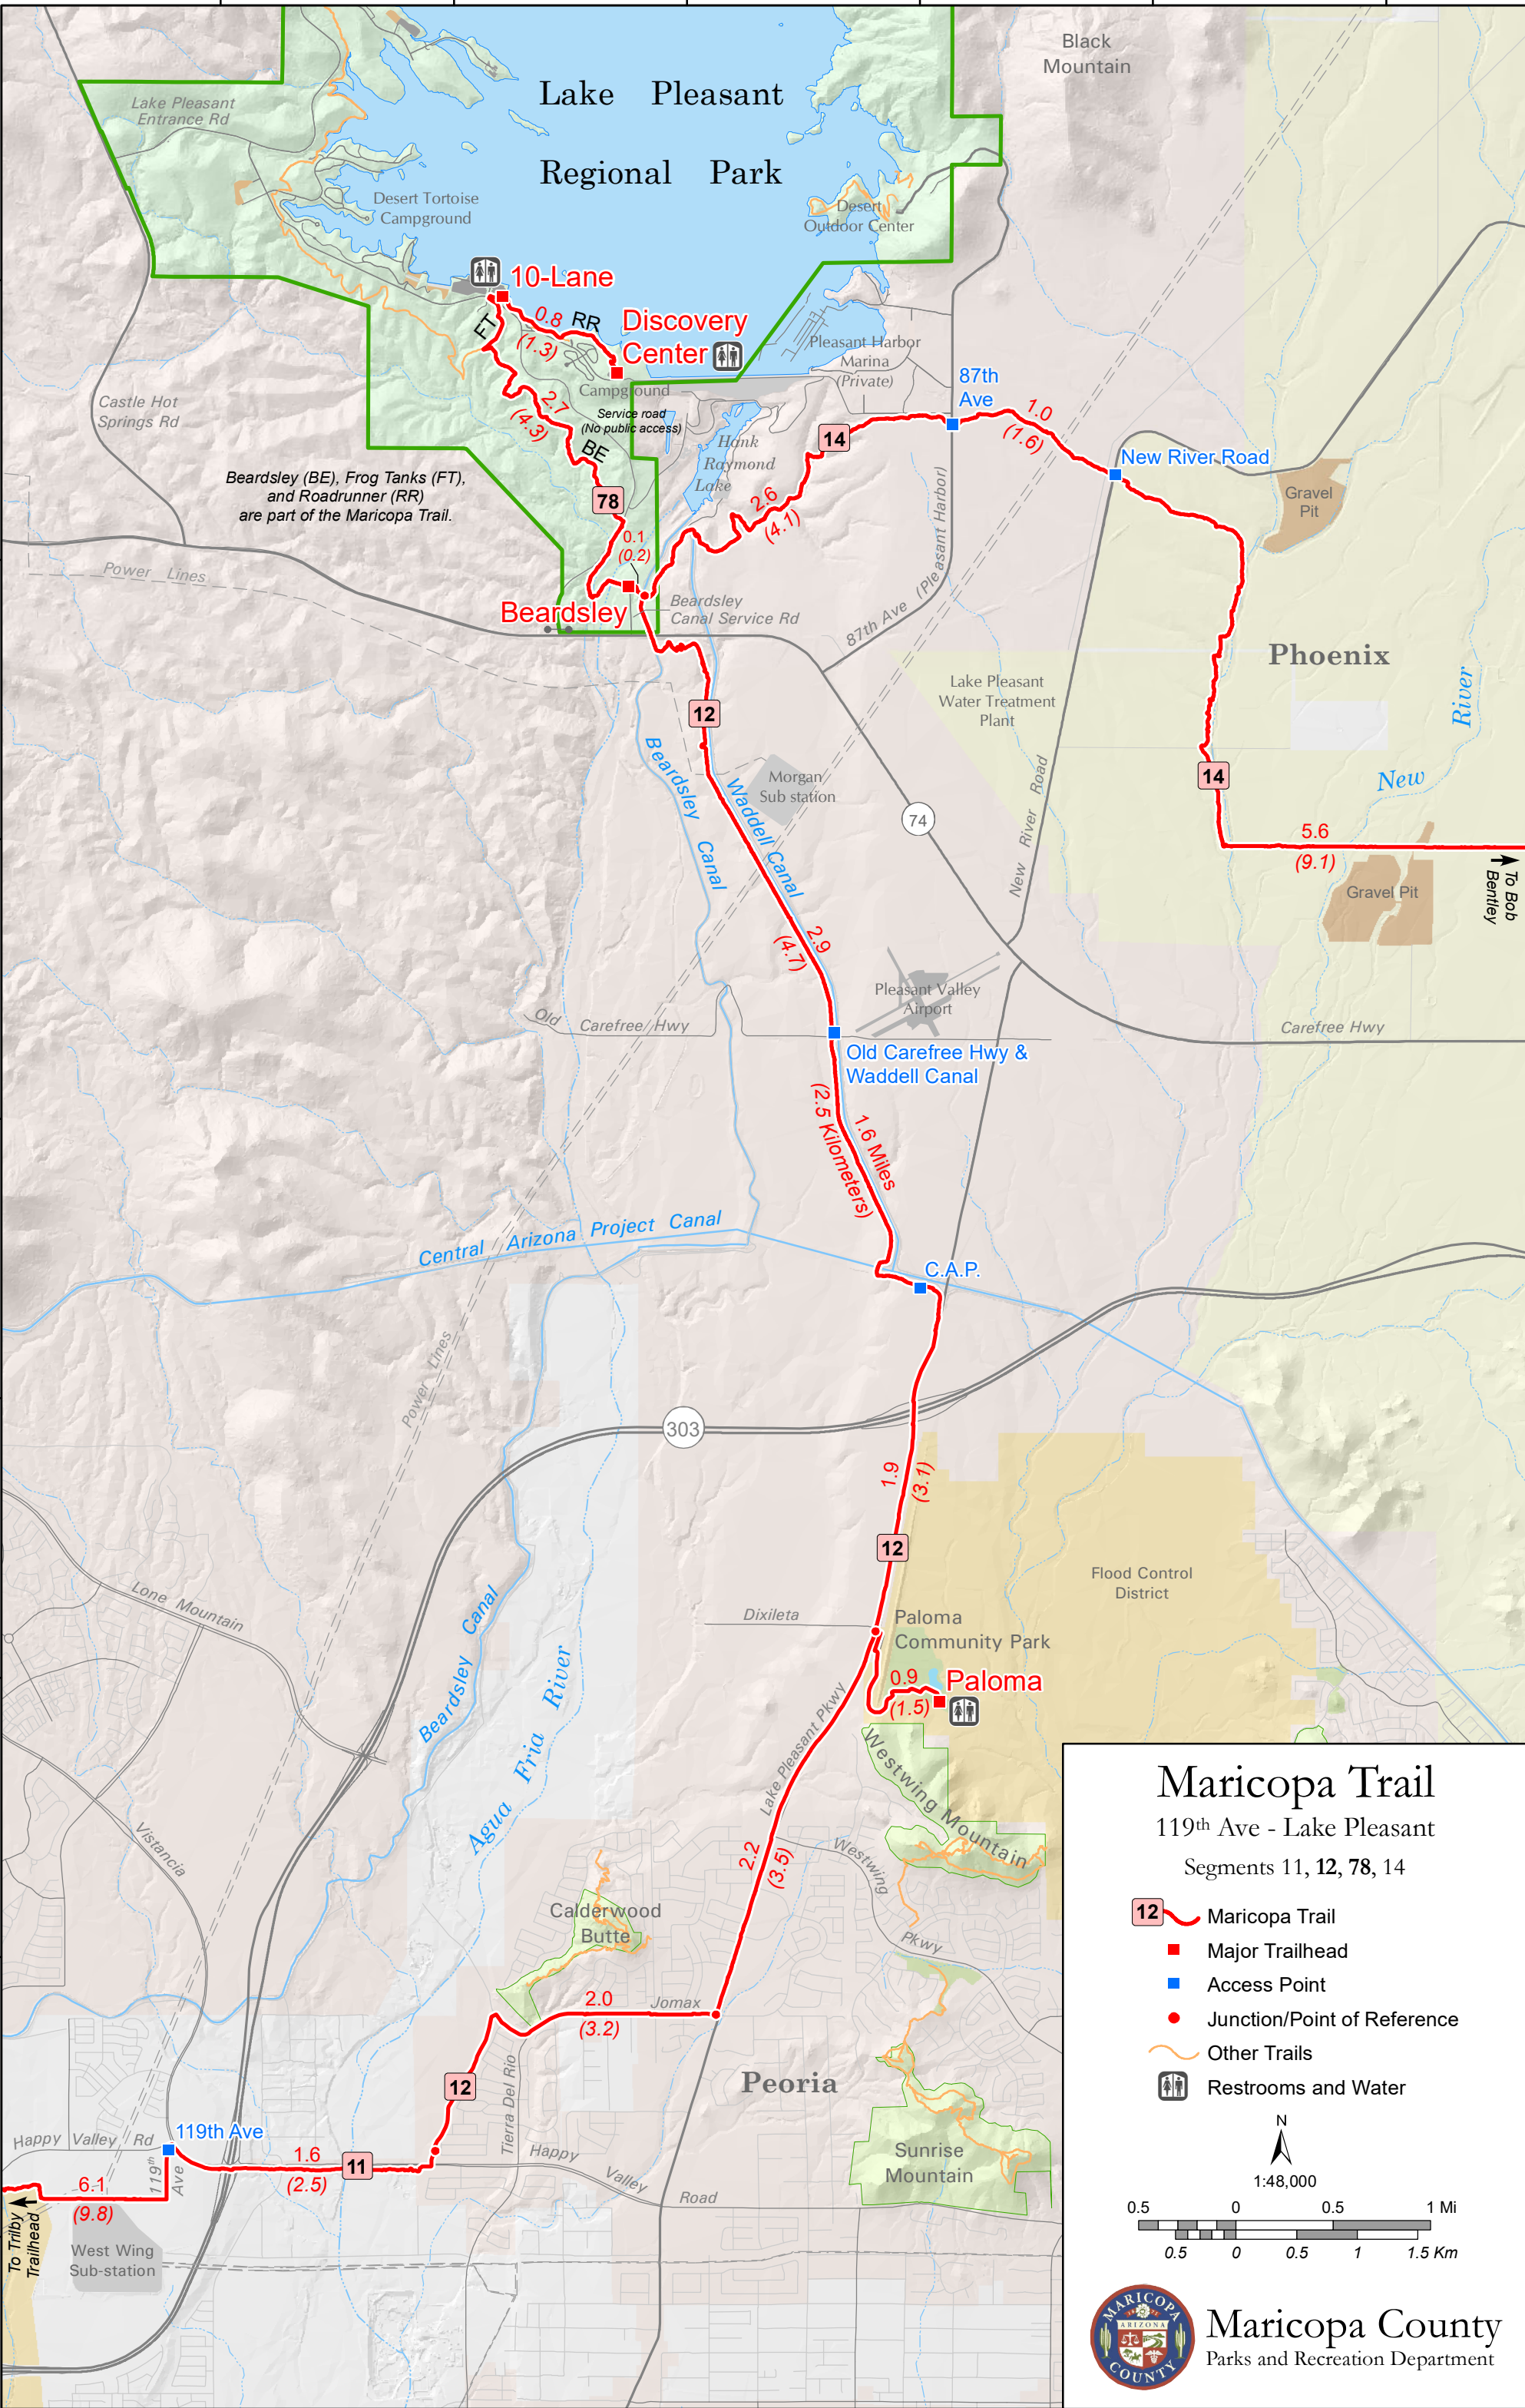 Black
Mountain
Lake Pleasant
Regional Park
Lake Pleasant
Entrance Rd
Desert Tortoise
Campground
Desert
Outdoor Center
10-Lane
0.8 RR
(1.3)
FT
Discovery
Center
Campground
Pleasant Harbor
Marina
(Private)
87th
Ave
1.0
(1.6)
Castle Hot
Springs Rd
2.7
(4.3)
BE
Service road
(No public access)
Hank
Raymond
Lake
14
New River Road
Gravel
Pit
Beardsley (BE), Frog Tanks (FT),
and Roadrunner (RR)
are part of the Maricopa Trail.
78
2.6
(4.1)
0.1
(0.2)
87th Ave (Pleasant Harbor)
Power Lines
Beardsley
Beardsley
Canal Service Rd
Phoenix
Lake Pleasant
Water Treatment
Plant
River
New
12
Beardsley Canal
Waddell Canal
Morgan
Sub station
74
New River Road
14
5.6
(9.1)
To Bob
Bentley
Gravel Pit
2.9
(4.7)
Pleasant Valley
Airport
Old Carefree Hwy
Carefree Hwy
Old Carefree Hwy &
Waddell Canal
1.6 Miles
(2.5 Kilometers)
Central Arizona Project Canal
C.A.P.
Power Lines
303
1.9
(3.1)
12
Flood Control
District
Lone Mountain
Dixileta
Paloma
Community Park
Beardsley Canal
Agua Fria River
0.9
(1.5)
Paloma
Lake Pleasant Pkwy
Westwing Mountain
Vistancia
2.2
(3.5)
Westwing
Pkwy
Calderwood
Butte
2.0
(3.2)
Jomax
Peoria
12
Tierra Del Rio
Happy Valley Rd
119th Ave
119th
Ave
1.6
(2.5)
11
Happy Valley Road
Sunrise
Mountain
6.1
(9.8)
To Trilby
Trailhead
West Wing
Sub-station
Maricopa Trail
119th Ave - Lake Pleasant
Segments 11, 12, 78, 14
12 Maricopa Trail
Major Trailhead
Access Point
Junction/Point of Reference
Other Trails
Restrooms and Water
N
1:48,000
0.5 0 0.5 1 Mi
0.5 0 0.5 1 1.5 Km
MARICOPA
ARIZONA
COUNTY
Maricopa County
Parks and Recreation Department